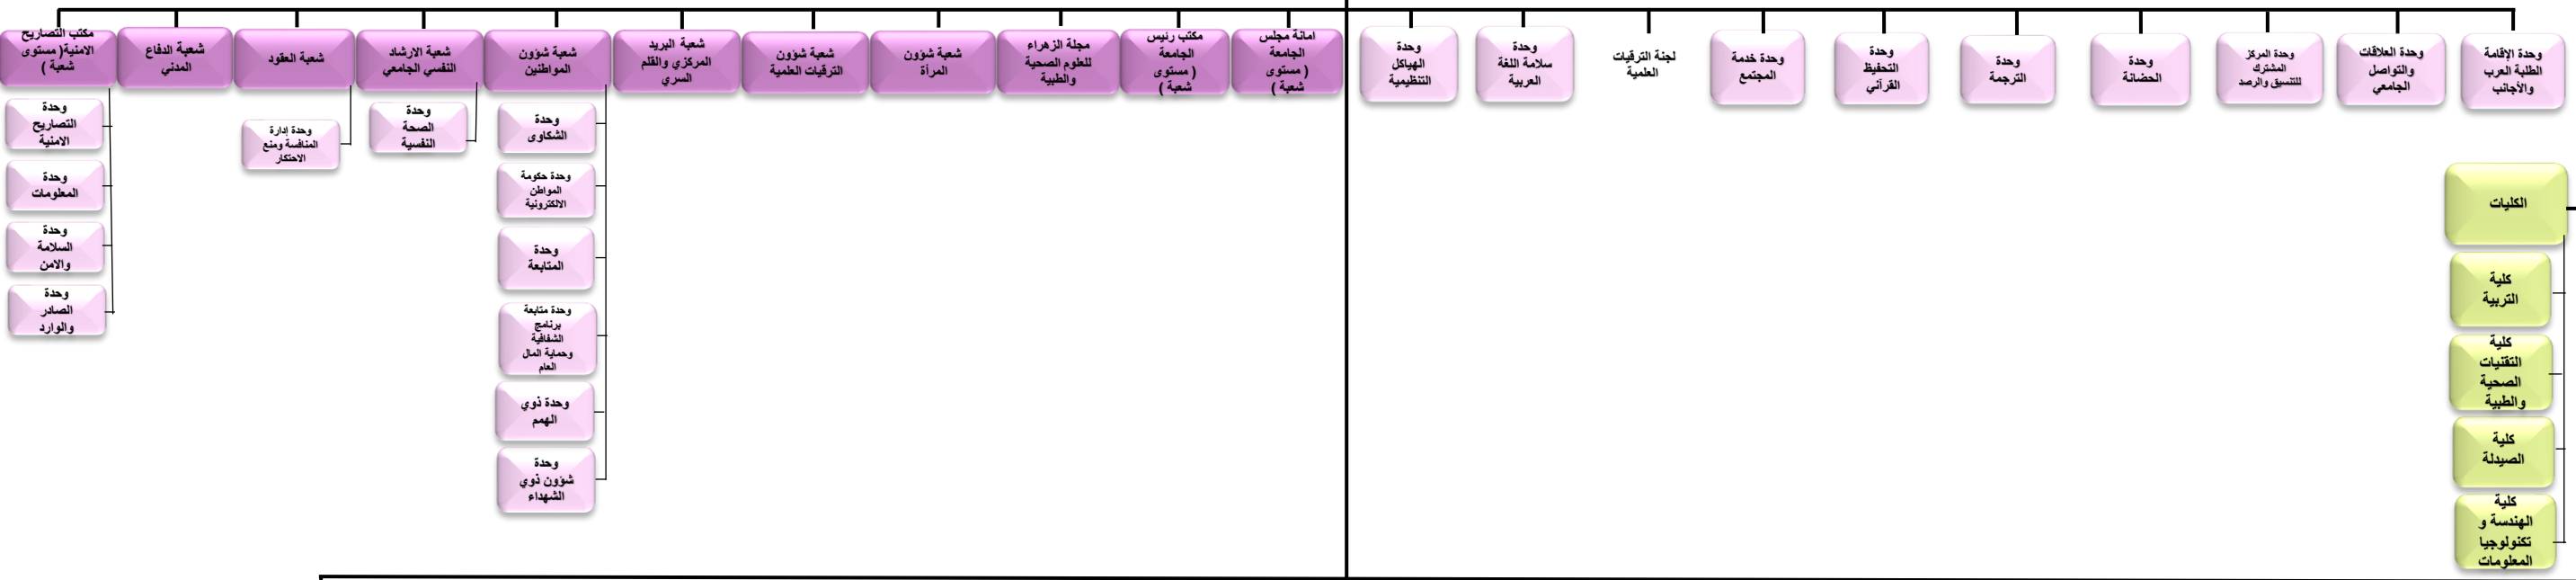 وحدة الإقامة
الطلبة العرب
والأجانب
وحدة العلاقات
والتواصل
الجامعي
وحدة المركز
المشترك
للتنسيق والرصد
وحدة
الحضانة
وحدة
الترجمة
وحدة
التحفيظ
القرآني
وحدة خدمة
المجتمع
لجنة الترقيات
العلمية
وحدة
سلامة اللغة
العربية
وحدة
الهياكل
التنظيمية
امانة مجلس
الجامعة
( مستوى
شعبة )
مكتب رئيس
الجامعة
( مستوى
شعبة )
مجلة الزهراء
للعلوم الصحية
والطبية
شعبة شؤون
المرأة
شعبة شؤون
الترقيات العلمية
شعبة البريد
المركزي والقلم
السري
شعبة شؤون
المواطنين
شعبة الارشاد
النفسي الجامعي
شعبة العقود
شعبة الدفاع
المدني
مكتب التصاريح
الامنية( مستوى
شعبة )
الكليات
كلية
التربية
كلية
التقنيات
الصحية
والطبية
كلية
الصيدلة
كلية
الهندسة و
تكنولوجيا
المعلومات
وحدة
الشكاوى
وحدة حكومة
المواطن
الالكترونية
وحدة
المتابعة
وحدة متابعة
برنامج
الشفافية
وحماية المال
العام
وحدة ذوي
الهمم
وحدة
شؤون ذوي
الشهداء
وحدة
الصحة
النفسية
وحدة إدارة
المنافسة ومنع
الاحتكار
وحدة
التصاريح
الامنية
وحدة
المعلومات
وحدة
السلامة
والامن
وحدة
الصادر
والوارد